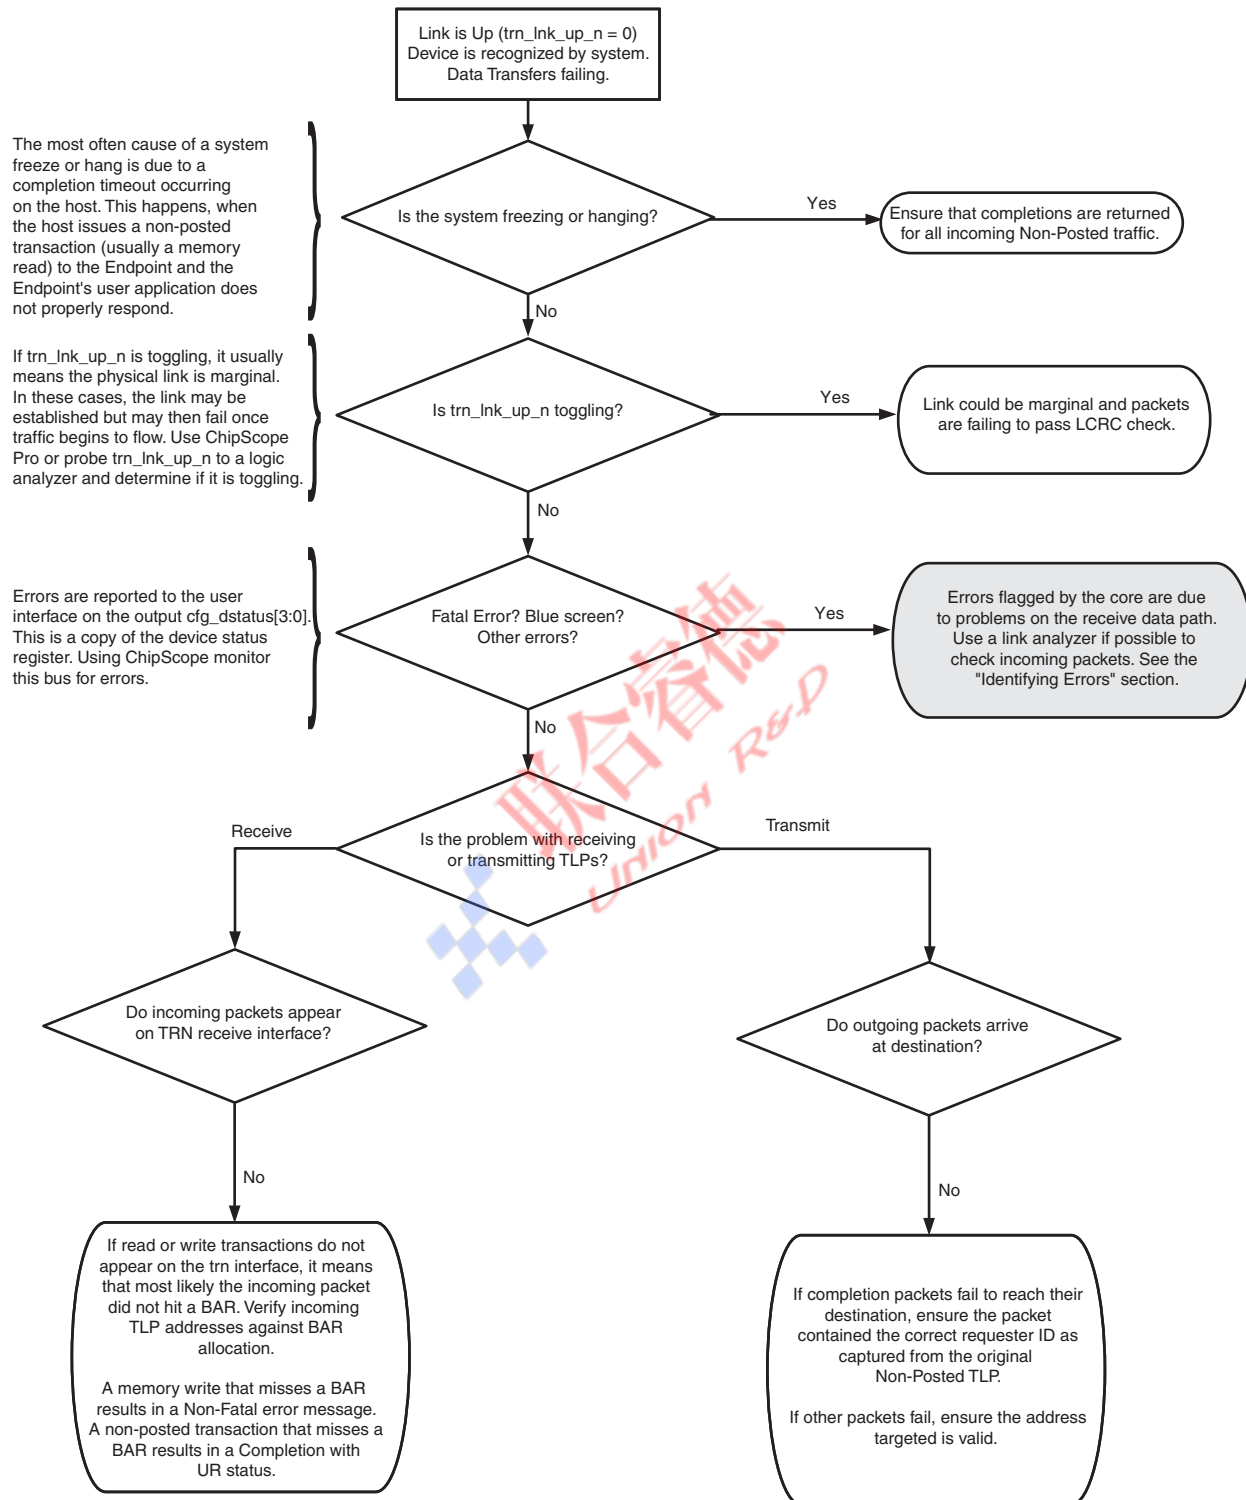 Link is Up (trn_lnk_up_n = 0)
Device is recognized by system.
Data Transfers failing.
The most often cause of a system
freeze or hang is due to a
completion timeout occurring
on the host. This happens, when
the host issues a non-posted
transaction (usually a memory
read) to the Endpoint and the
Endpoint's user application does
not properly respond.
Is the system freezing or hanging?
Yes
Ensure that completions are returned
for all incoming Non-Posted traffic.
No
If trn_lnk_up_n is toggling, it usually
means the physical link is marginal.
In these cases, the link may be
established but may then fail once
traffic begins to flow. Use ChipScope
Pro or probe trn_lnk_up_n to a logic
analyzer and determine if it is toggling.
Is trn_lnk_up_n toggling?
Yes
Link could be marginal and packets
are failing to pass LCRC check.
No
Errors are reported to the user
interface on the output cfg_dstatus[3:0].
This is a copy of the device status
register. Using ChipScope monitor
this bus for errors.
Fatal Error? Blue screen?
Other errors?
Yes
Errors flagged by the core are due
to problems on the receive data path.
Use a link analyzer if possible to
check incoming packets. See the
"Identifying Errors" section.
No
联合睿德
Union R&D
Is the problem with receiving
or transmitting TLPs?
Receive
Transmit
Do incoming packets appear
on TRN receive interface?
Do outgoing packets arrive
at destination?
No
No
If read or write transactions do not
appear on the trn interface, it means
that most likely the incoming packet
did not hit a BAR. Verify incoming
TLP addresses against BAR
allocation.
A memory write that misses a BAR
results in a Non-Fatal error message.
A non-posted transaction that misses a
BAR results in a Completion with
UR status.
If completion packets fail to reach their
destination, ensure the packet
contained the correct requester ID as
captured from the original
Non-Posted TLP.
If other packets fail, ensure the address
targeted is valid.